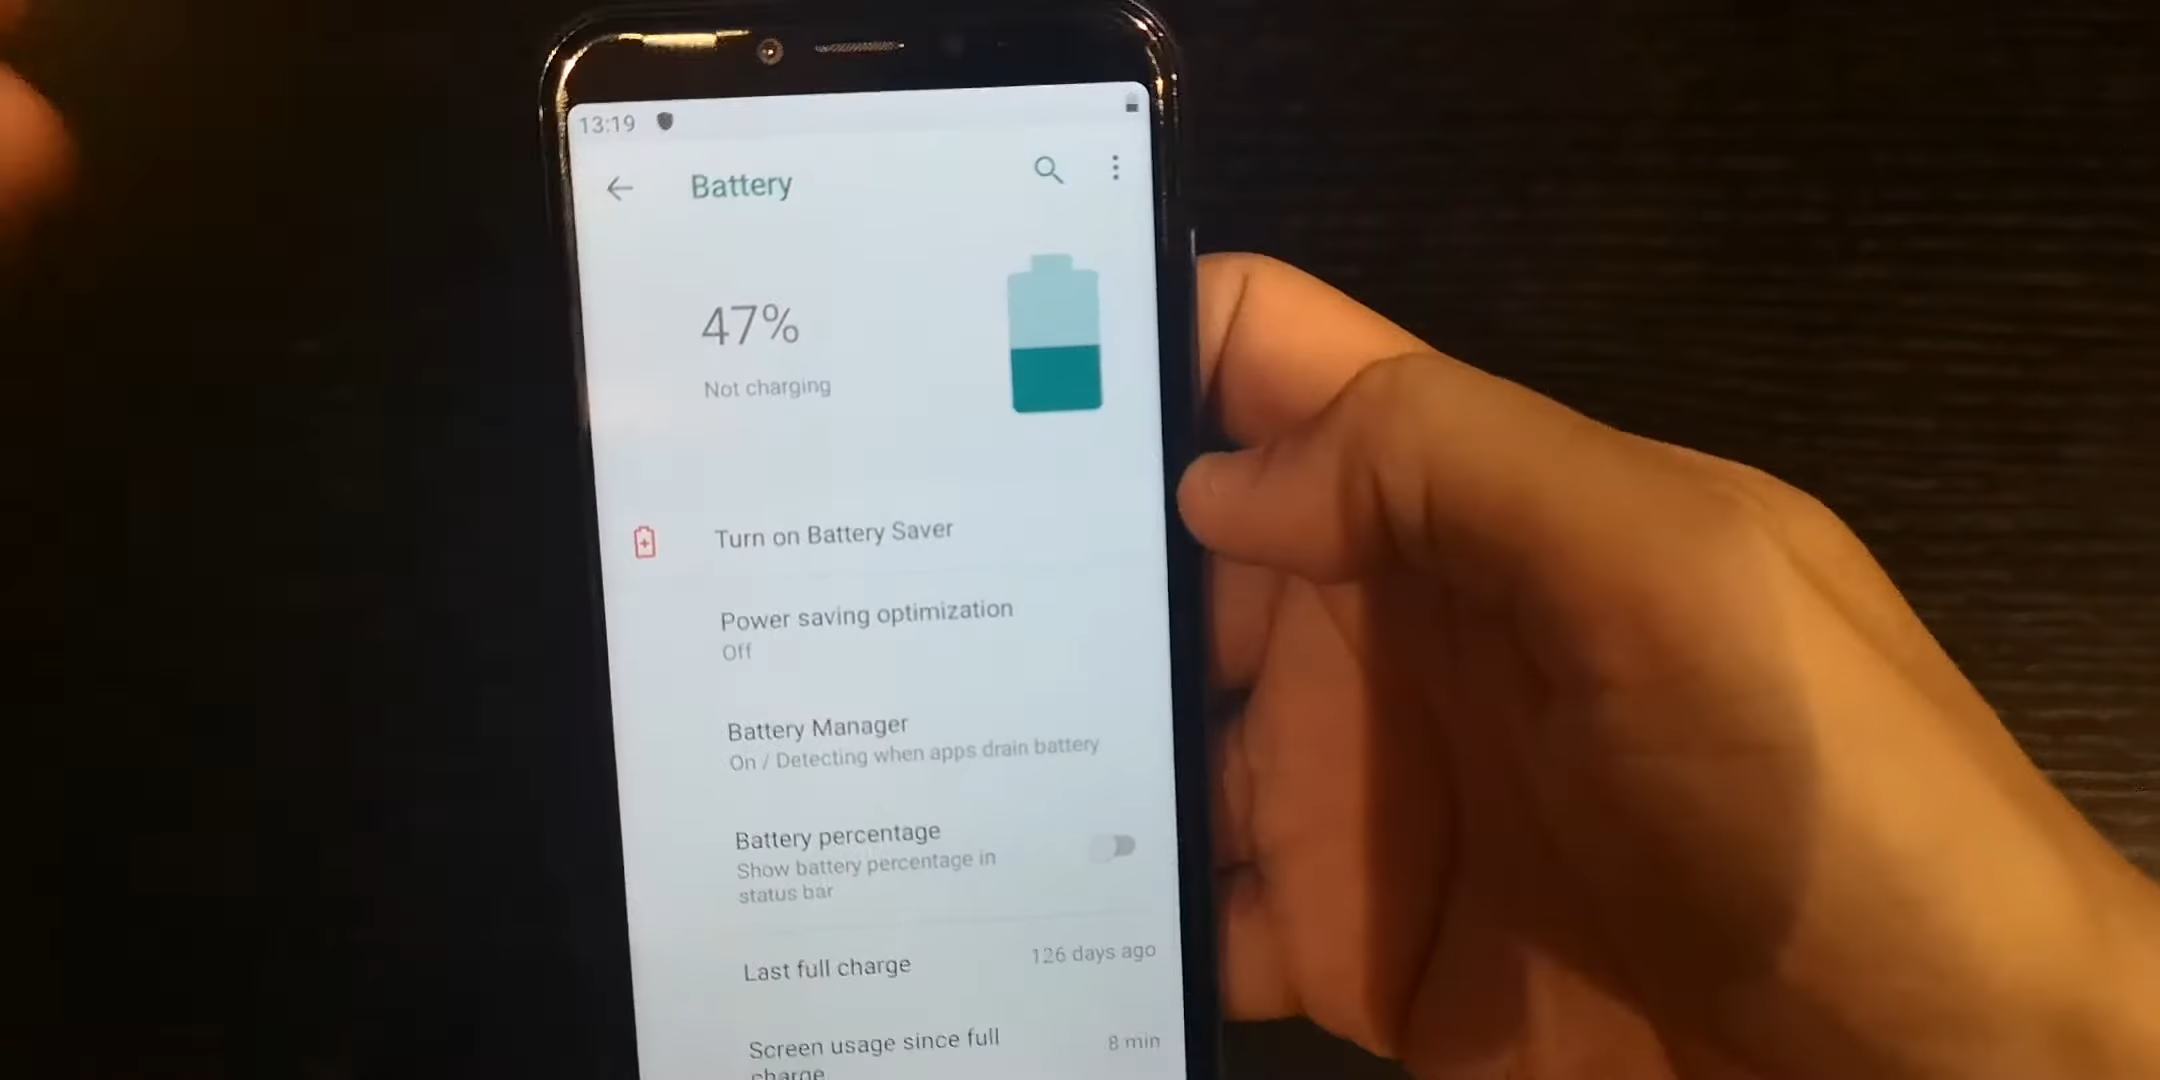 13:19
Battery
47%
Not charging
Turn on Battery Saver
Power saving optimization
Off
Battery Manager
On / Detecting when apps drain battery
Battery percentage
Show battery percentage in
status bar
Last full charge
126 days ago
Screen usage since full
8 min
charge